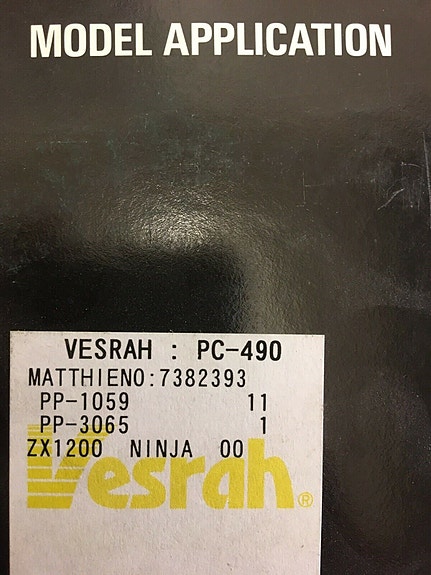 MODEL APPLICATION
VESRAH : PC-490
MATTHIENO:7382393
PP-1059 11
PP-3065 1
ZX1200 NINJA 00
Vesrah®